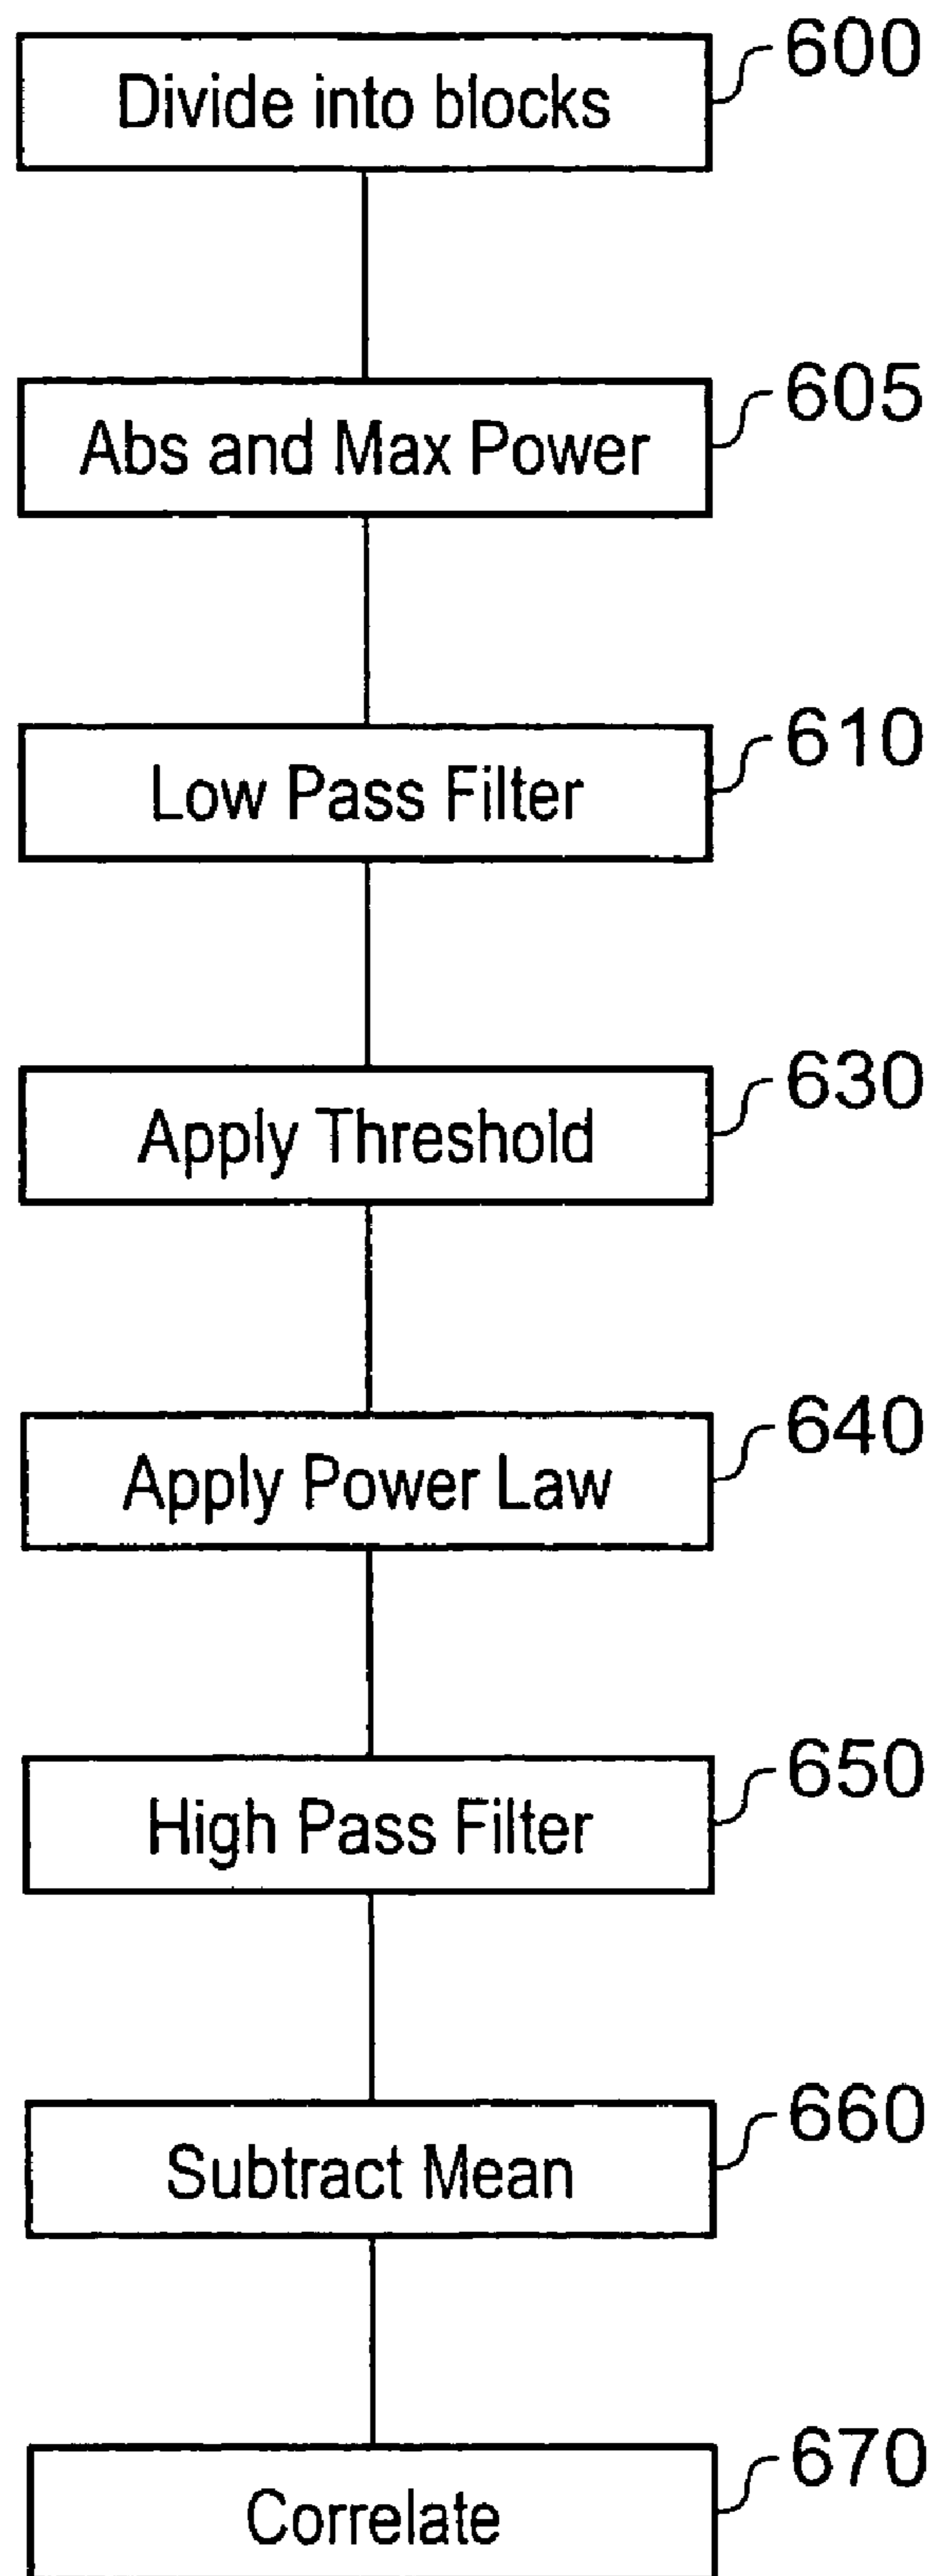 600
Divide into blocks
605
Abs and Max Power
610
Low Pass Filter
630
Apply Threshold
640
Apply Power Law
650
High Pass Filter
660
Subtract Mean
670
Correlate